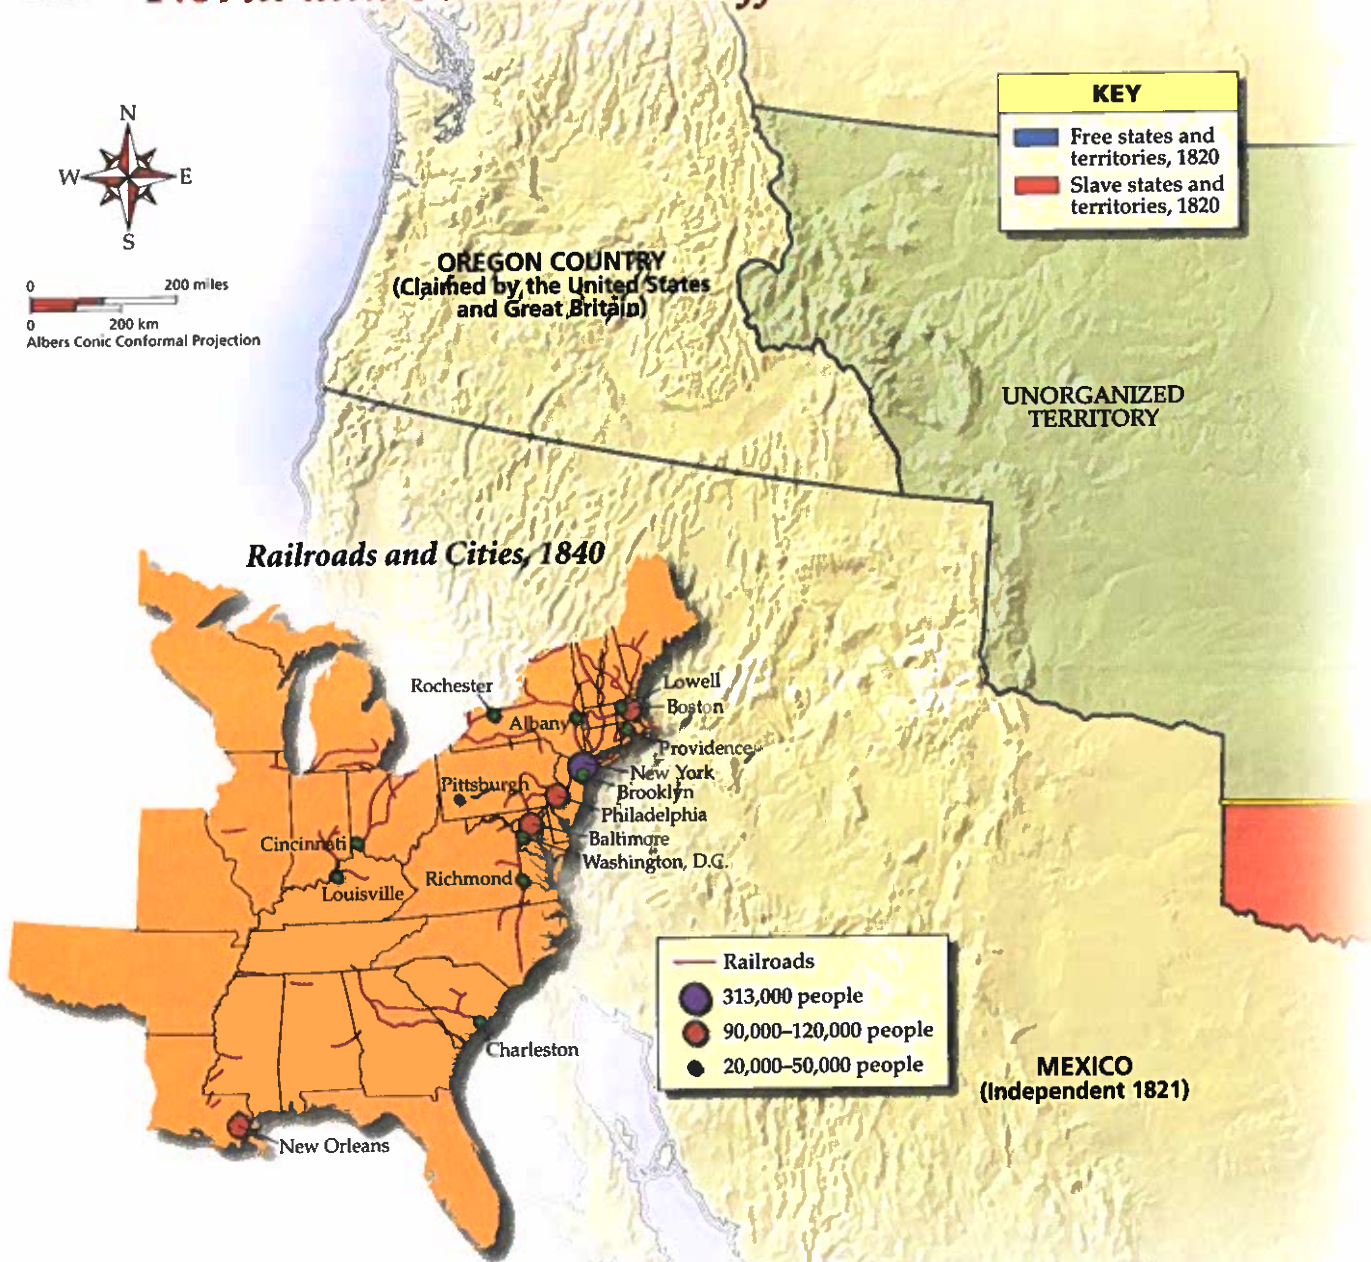 N
W
E
S
0
200 miles
0
200 km
Albers Conic Conformal Projection
KEY
Free states and
territories, 1820
Slave states and
territories, 1820
OREGON COUNTRY
(Claimed by the United States
and Great Britain)
UNORGANIZED
TERRITORY
Railroads and Cities, 1840
Rochester
Albany
Lowell
Boston
Providence
New York
Brooklyn
Pittsburgh
Philadelphia
Baltimore
Washington, D.C.
Cincinnati
Louisville
Richmond
Charleston
New Orleans
Railroads
313,000 people
90,000–120,000 people
20,000–50,000 people
MEXICO
(Independent 1821)